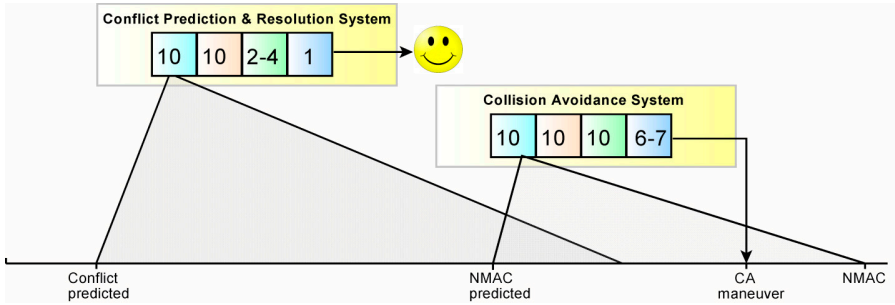 Conflict Prediction & Resolution System
10 10 2-4 1
Collision Avoidance System
10 10 10 6-7
Conflict
predicted
NMAC
predicted
CA
maneuver
NMAC